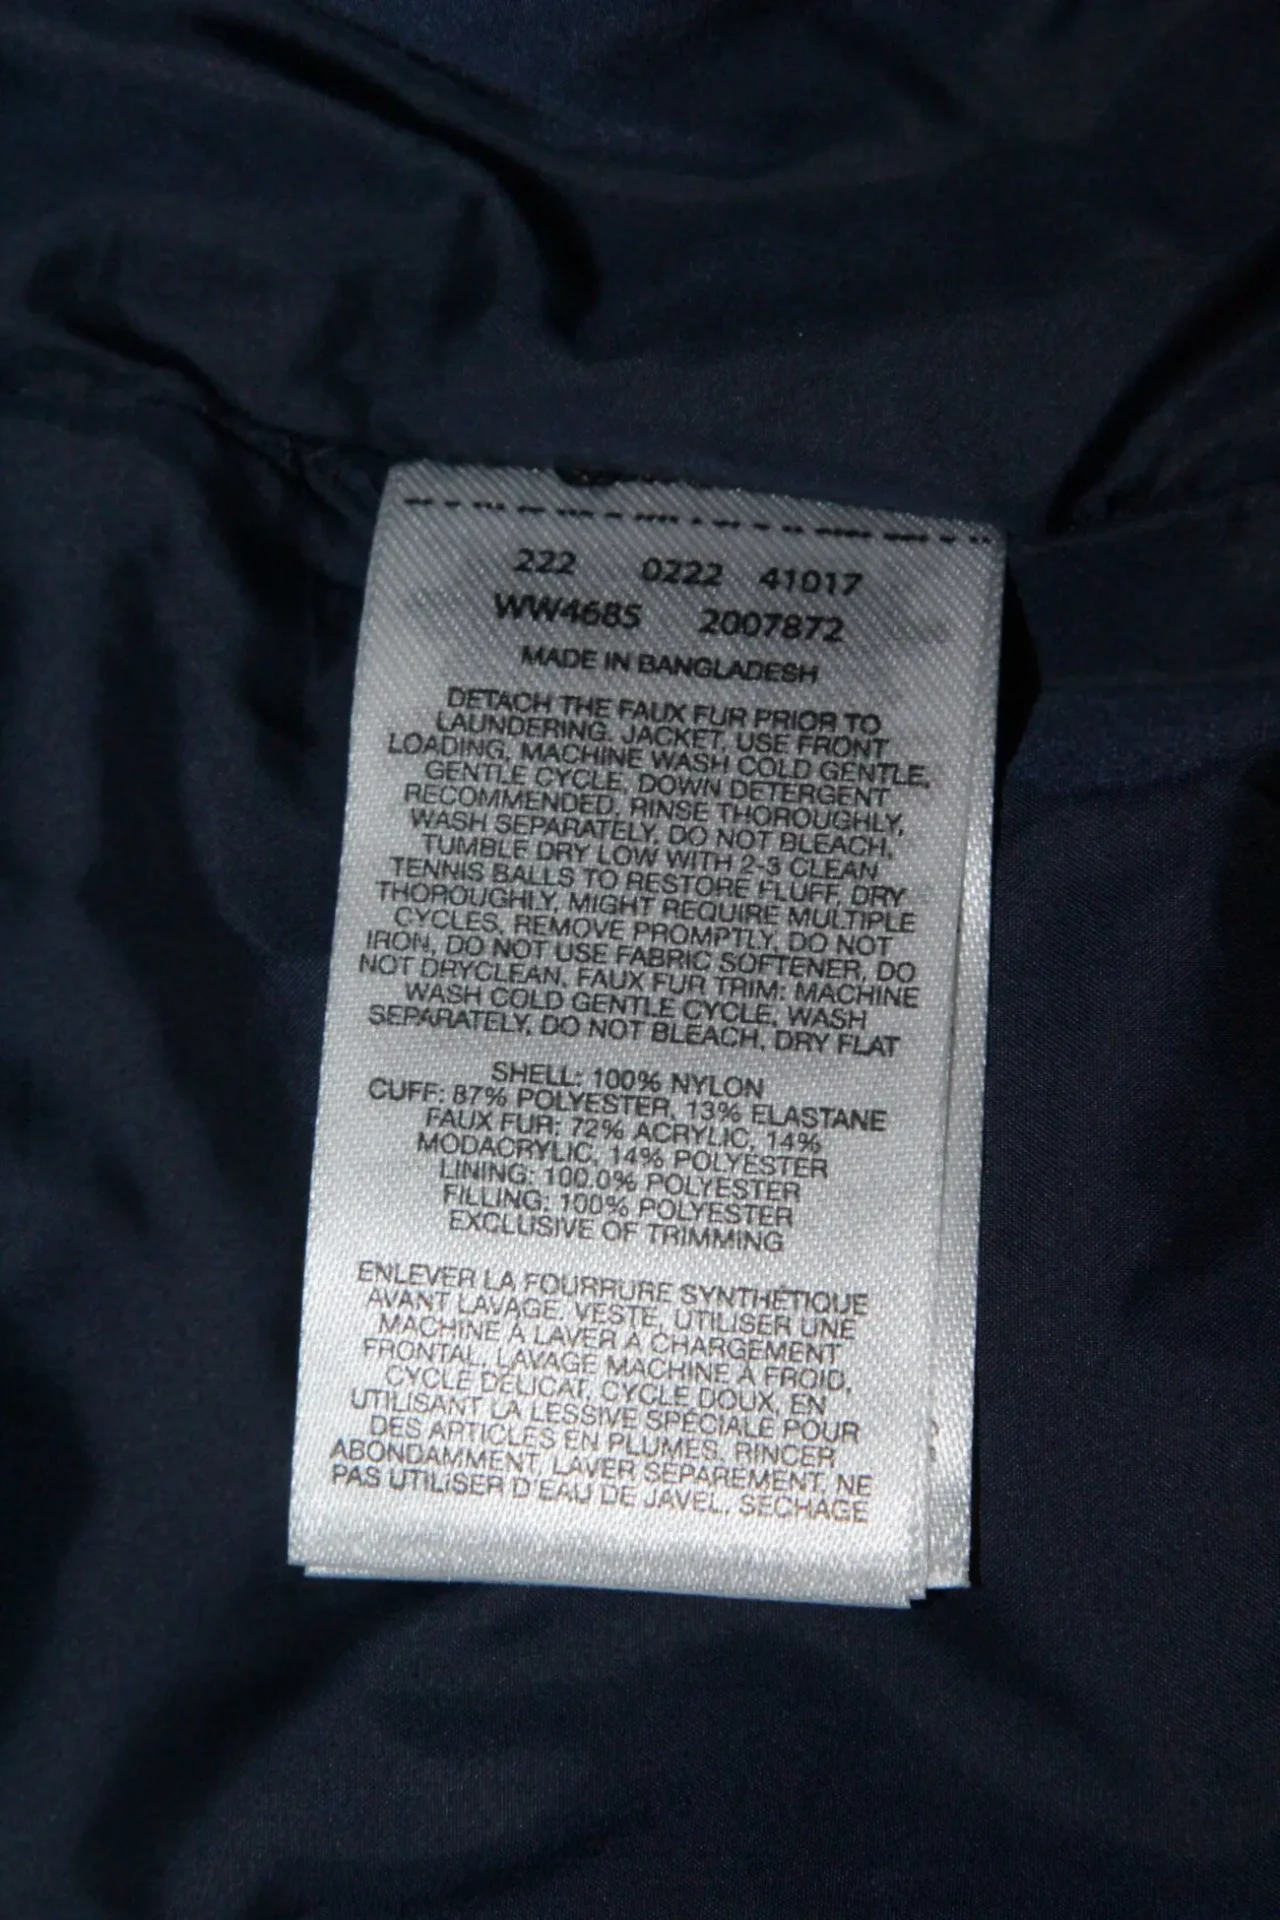 222 0222 41017
WW4685 2007872
MADE IN BANGLADESH
DETACH THE FAUX FUR PRIOR TO
LAUNDERING. JACKET, USE FRONT
LOADING, MACHINE WASH COLD GENTLE,
GENTLE CYCLE, DOWN DETERGENT
RECOMMENDED, RINSE THOROUGHLY,
WASH SEPARATELY, DO NOT BLEACH,
TUMBLE DRY LOW WITH 2-3 CLEAN
TENNIS BALLS TO RESTORE FLUFF, DRY
THOROUGHLY, MIGHT REQUIRE MULTIPLE
CYCLES, REMOVE PROMPTLY, DO NOT
IRON, DO NOT USE FABRIC SOFTENER, DO
NOT DRYCLEAN, FAUX FUR TRIM: MACHINE
WASH COLD GENTLE CYCLE, WASH
SEPARATELY, DO NOT BLEACH, DRY FLAT
SHELL: 100% NYLON
CUFF: 87% POLYESTER, 13% ELASTANE
FAUX FUR: 72% ACRYLIC, 14%
MODACRYLIC, 14% POLYESTER
LINING: 100.0% POLYESTER
FILLING: 100% POLYESTER
EXCLUSIVE OF TRIMMING
ENLEVER LA FOURRURE SYNTHÉTIQUE
AVANT LAVAGE, VESTE, UTILISER UNE
MACHINE À LAVER À CHARGEMENT
FRONTAL, LAVAGE MACHINE À FROID,
CYCLE DÉLICAT, CYCLE DOUX, EN
UTILISANT LA LESSIVE SPÉCIALE POUR
DES ARTICLES EN PLUMES, RINCER
ABONDAMMENT, LAVER SÉPAREMENT, NE
PAS UTILISER D'EAU DE JAVEL, SÉCHAGE